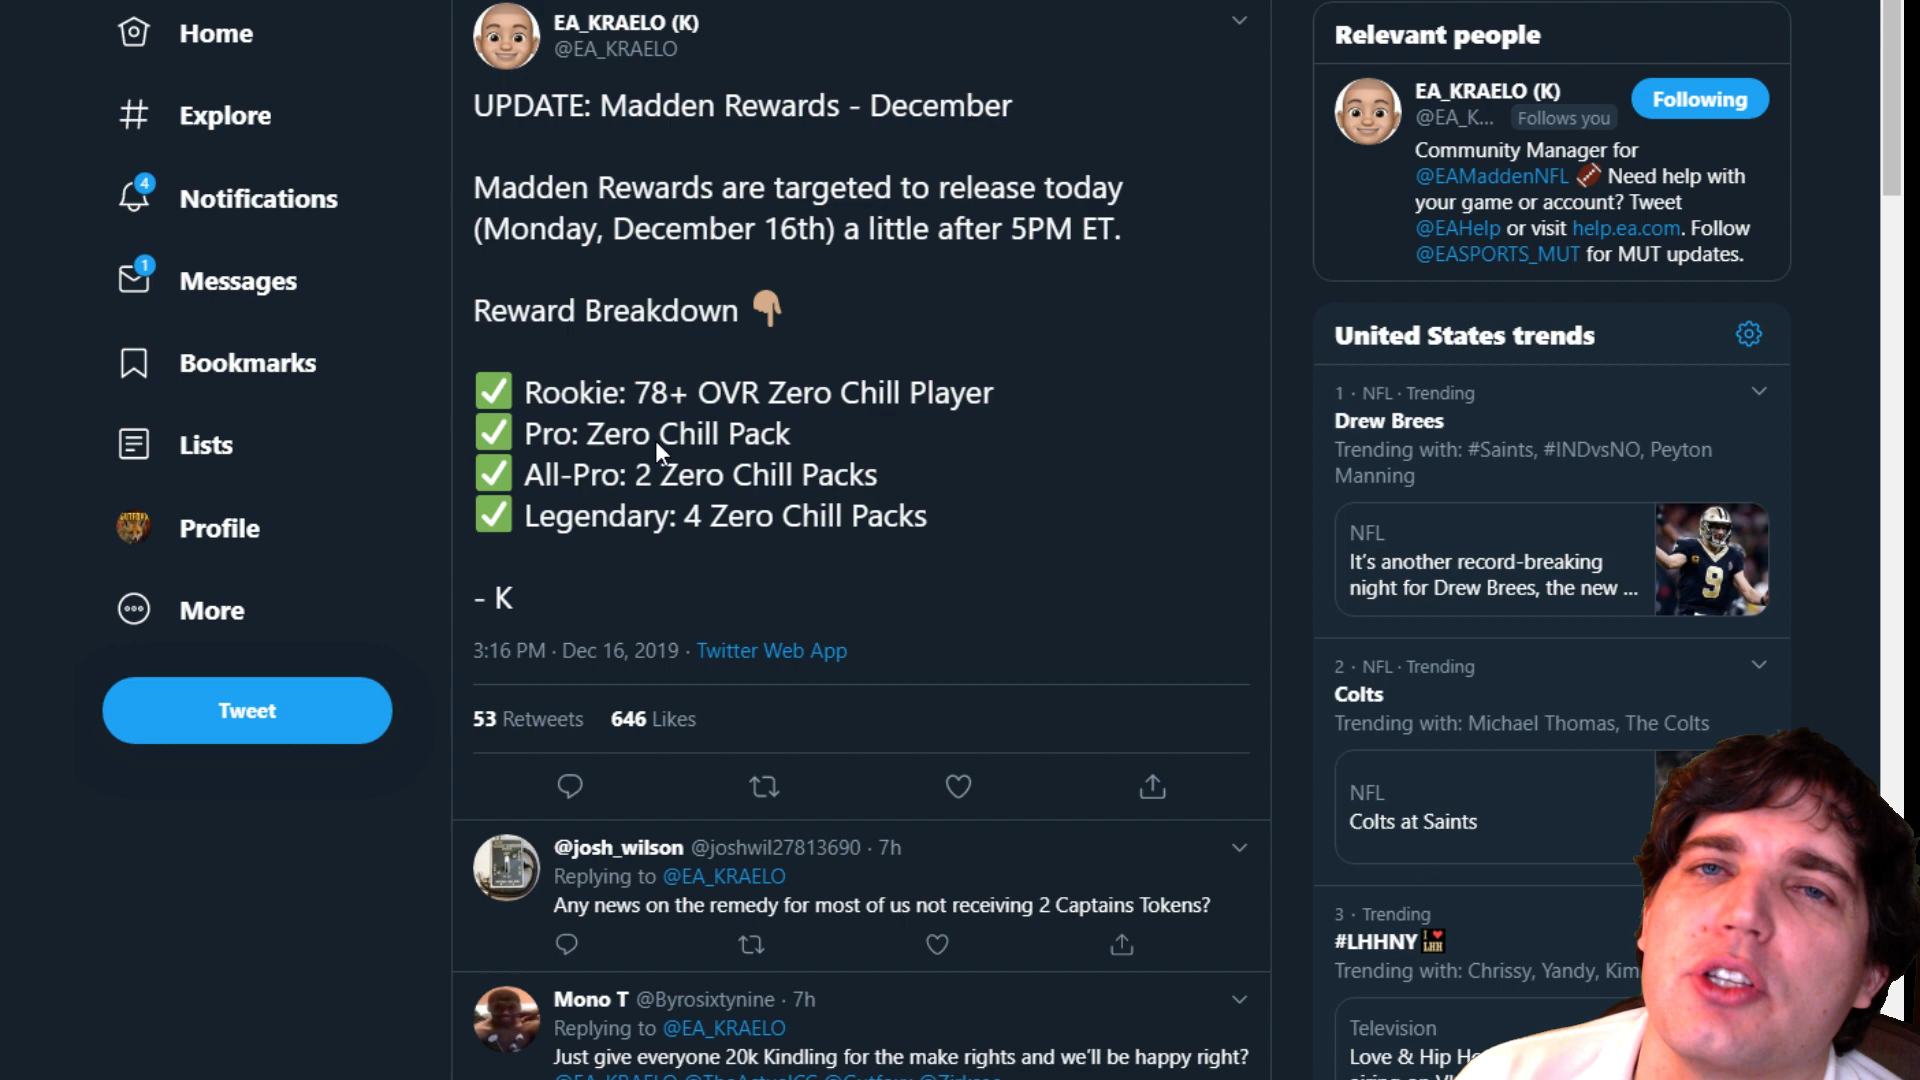 Home
Explore
4
Notifications
1
Messages
Bookmarks
Lists
Profile
More
Tweet
EA_KRAELO (K)
@EA_KRAELO
UPDATE: Madden Rewards - December
Madden Rewards are targeted to release today
(Monday, December 16th) a little after 5PM ET.
Reward Breakdown 👇🏼
✅ Rookie: 78+ OVR Zero Chill Player
✅ Pro: Zero Chill Pack
✅ All-Pro: 2 Zero Chill Packs
✅ Legendary: 4 Zero Chill Packs
- K
3:16 PM · Dec 16, 2019 · Twitter Web App
53 Retweets 646 Likes
@josh_wilson @joshwil27813690 · 7h
Replying to @EA_KRAELO
Any news on the remedy for most of us not receiving 2 Captains Tokens?
Mono T @Byrosixtynine · 7h
Replying to @EA_KRAELO
Just give everyone 20k Kindling for the make rights and we'll be happy right?
Relevant people
EA_KRAELO (K)
@EA_K... Follows you
Following
Community Manager for
@EAMaddenNFL 🏈 Need help with
your game or account? Tweet
@EAHelp or visit help.ea.com. Follow
@EASPORTS_MUT for MUT updates.
United States trends
1 · NFL · Trending
Drew Brees
Trending with: #Saints, #INDvsNO, Peyton
Manning
NFL
It's another record-breaking
night for Drew Brees, the new ...
9
2 · NFL · Trending
Colts
Trending with: Michael Thomas, The Colts
NFL
Colts at Saints
3 · Trending
#LHHNY
Trending with: Chrissy, Yandy, Kim
Television
Love & Hip